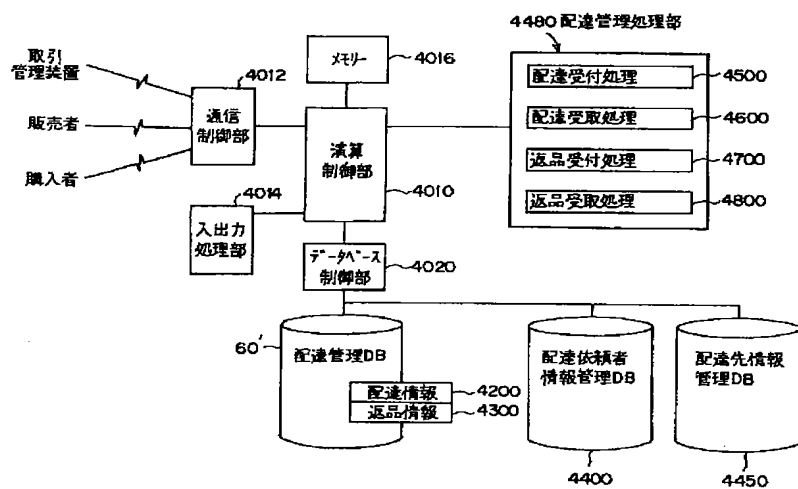 4480 配達管理処理部
取引
管理装置
販売者
購入者
4012
通信
制御部
メモリー
4016
演算
制御部
4010
4014
入出力
処理部
データベース
制御部
4020
配達受付処理
4500
配達受取処理
4600
返品受付処理
4700
返品受取処理
4800
60'
配達管理DB
配達情報
4200
返品情報
4300
配達依頼者
情報管理DB
4400
配達先情報
管理DB
4450